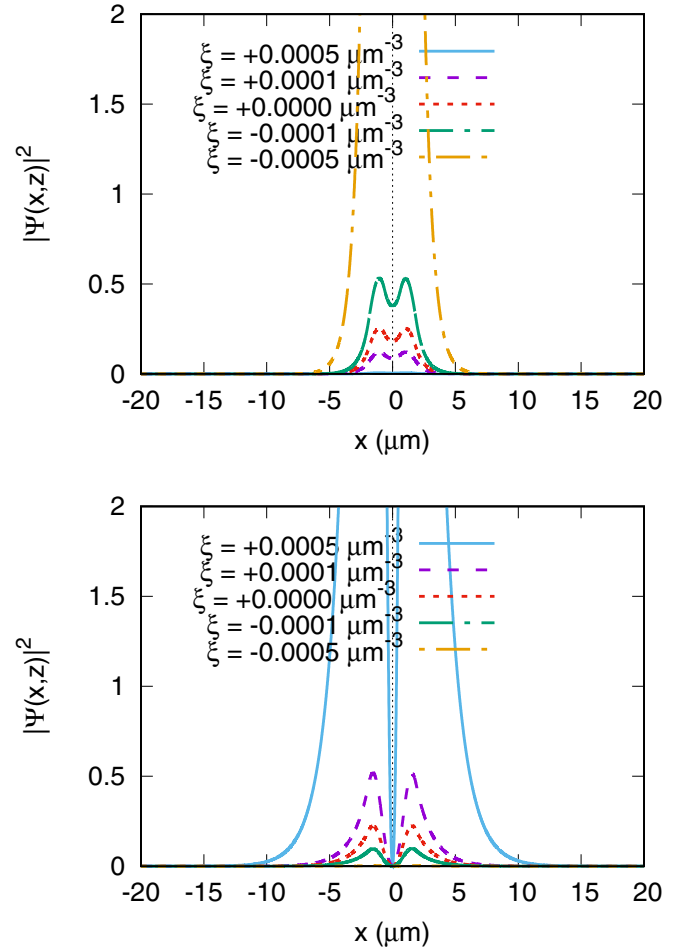 2
ξ = +0.0005 μm⁻³
ξ = +0.0001 μm⁻³
1.5
ξ = +0.0000 μm⁻³
ξ = -0.0001 μm⁻³
ξ = -0.0005 μm⁻³
|Ψ(x,z)|²
1
0.5
0
-20 -15 -10 -5 0 5 10 15 20
x (μm)
2
ξ = +0.0005 μm⁻³
ξ = +0.0001 μm⁻³
1.5
ξ = +0.0000 μm⁻³
ξ = -0.0001 μm⁻³
ξ = -0.0005 μm⁻³
|Ψ(x,z)|²
1
0.5
0
-20 -15 -10 -5 0 5 10 15 20
x (μm)